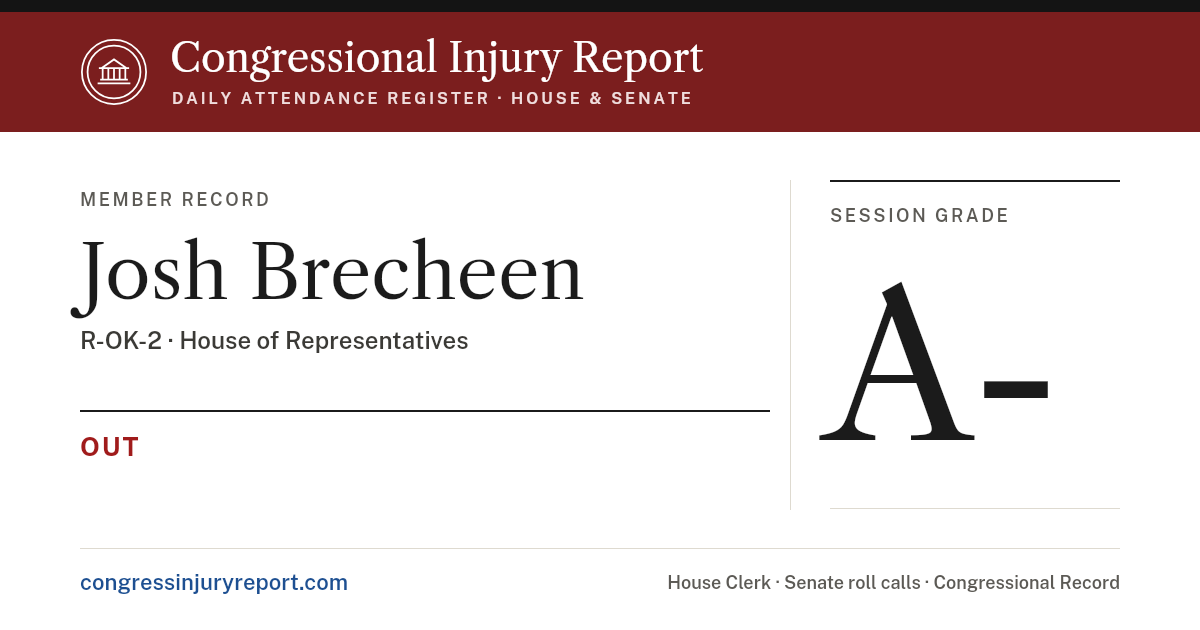 Congressional Injury Report
DAILY ATTENDANCE REGISTER · HOUSE & SENATE
MEMBER RECORD
Josh Brecheen
R-OK-2 · House of Representatives
OUT
SESSION GRADE
A-
congressinjuryreport.com
House Clerk · Senate roll calls · Congressional Record